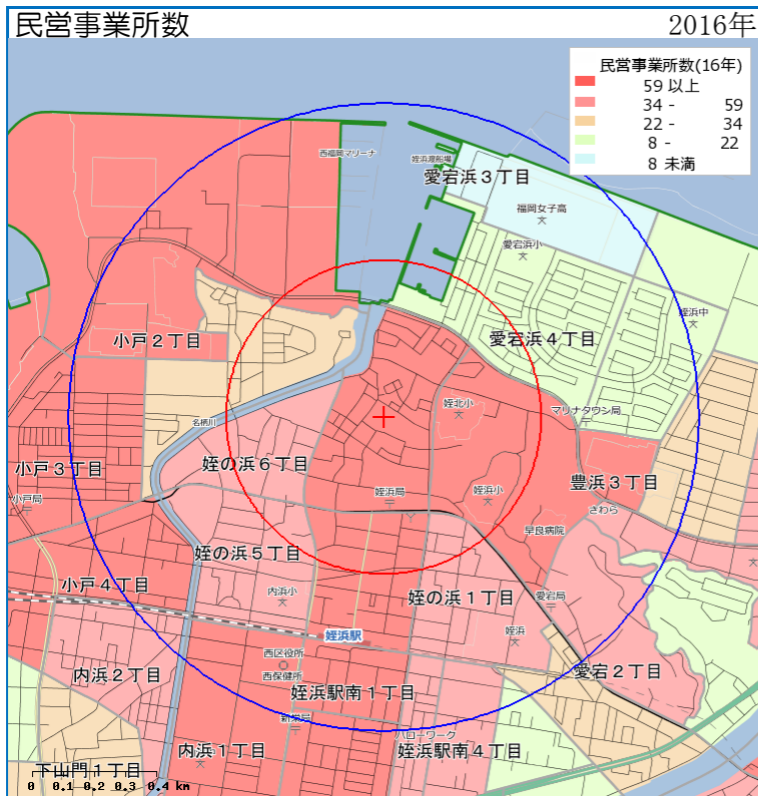 民営事業所数
2016年
民営事業所数(16年)
59 以上
34 - 59
22 - 34
8 - 22
8 未満
西福岡マリーナ
姪浜渡船場
愛宕浜3丁目
福岡女子高
愛宕浜小
姪浜中
小戸2丁目
愛宕浜4丁目
姪北小
マリナタウン局
名柄川
小戸3丁目
姪の浜6丁目
豊浜3丁目
小戸局
姪浜局
姪浜小
さわら
早良病院
姪の浜5丁目
小戸4丁目
内浜小
姪の浜1丁目
愛宕局
姪浜駅
姪浜
西区役所
西保健所
内浜2丁目
愛宕2丁目
姪浜駅南1丁目
ハローワーク
内浜1丁目
姪浜駅南4丁目
下山門1丁目
0 0.1 0.2 0.3 0.4 km